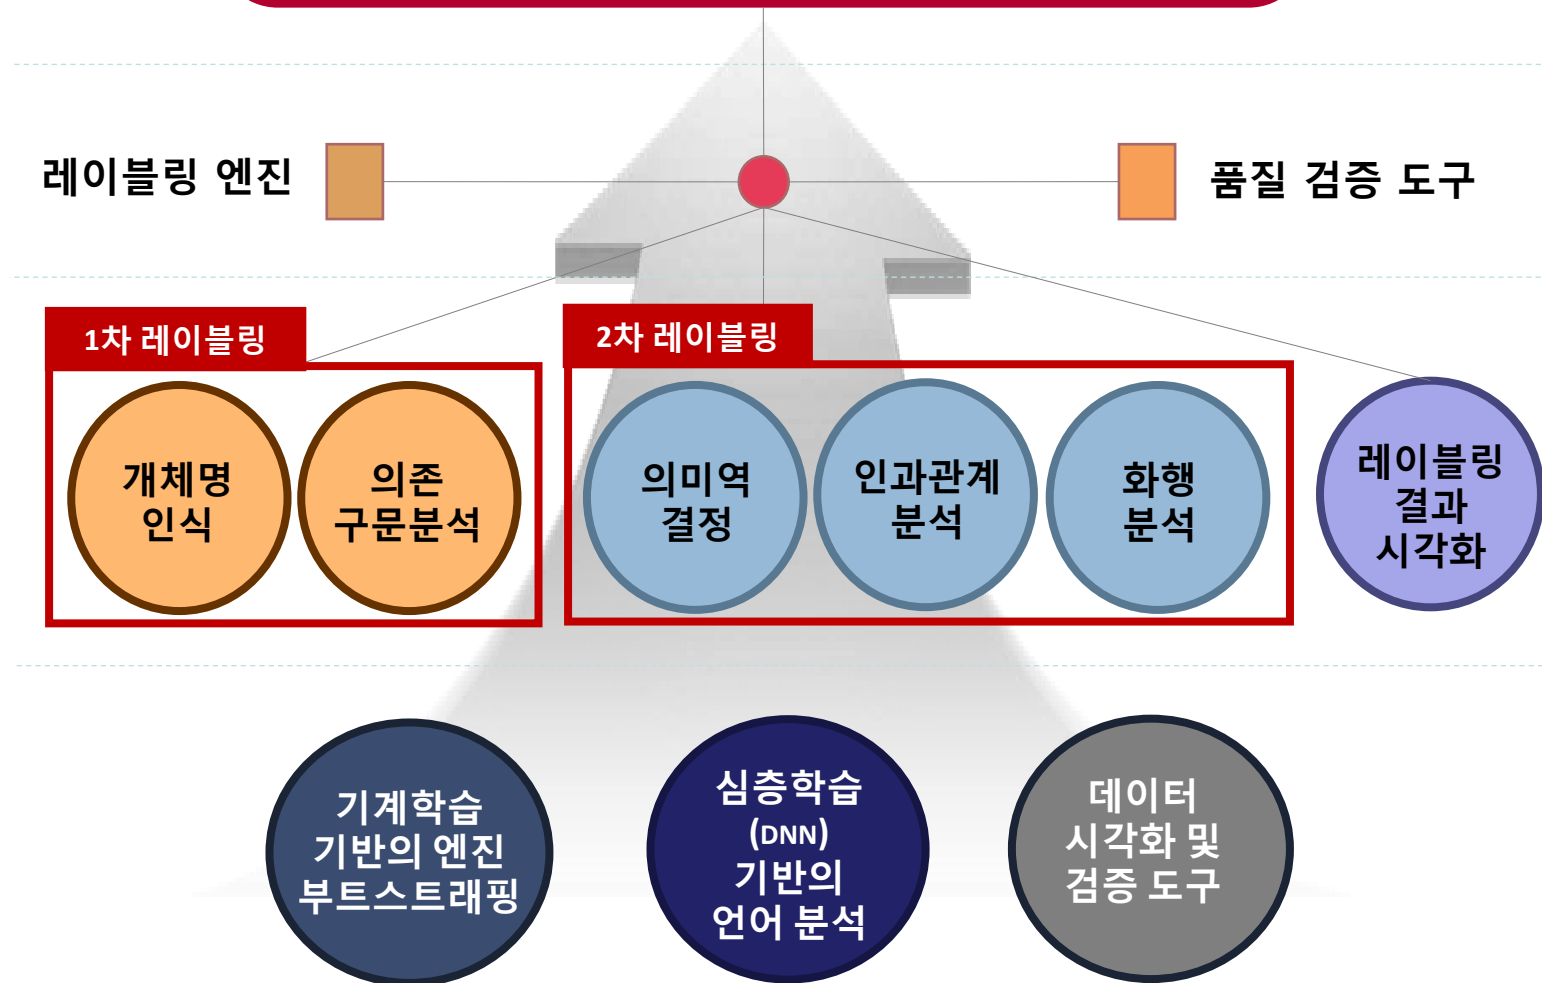 레이블링 엔진
품질 검증 도구
1차 레이블링
2차 레이블링
개체명
인식
의존
구문분석
의미역
결정
인과관계
분석
화행
분석
레이블링
결과
시각화
기계학습
기반의 엔진
부트스트래핑
심층학습
(DNN)
기반의
언어 분석
데이터
시각화 및
검증 도구